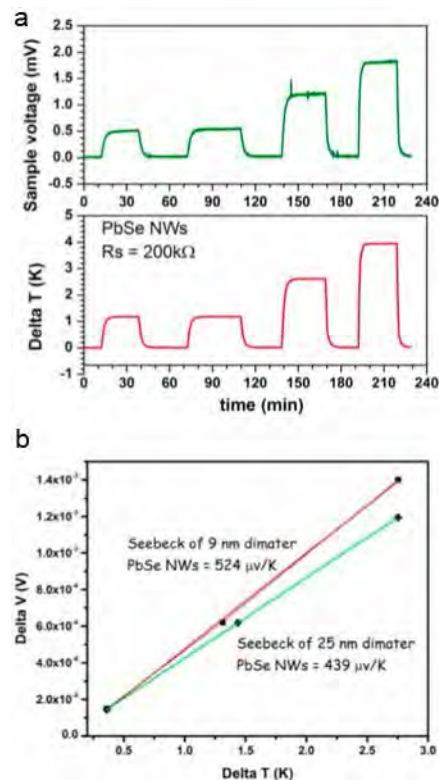 a
Sample voltage (mV)
2.5
2.0
1.5
1.0
0.5
0.0
-0.5
0 30 60 90 120 150 180 210 240
Delta T (K)
5
4
3
2
1
0
-1
PbSe NWs
Rs = 200kΩ
0 30 60 90 120 150 180 210 240
time (min)
b
Delta V (V)
0.0
0.5 1.0 1.5 2.0 2.5 3.0
Seebeck of 9 nm dimater
PbSe NWs = 524 μv/K
Seebeck of 25 nm dimater
PbSe NWs = 439 μv/K
Delta T (K)